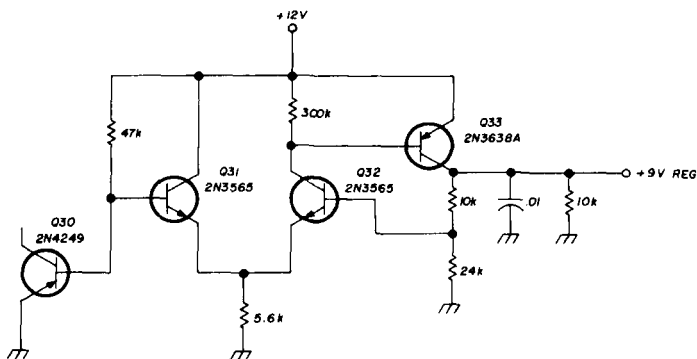 +12V
47k
300k
Q33
2N3638A
Q31
2N3565
Q32
2N3565
+9V REG
10k
.01
10k
Q30
2N4249
24k
5.6k